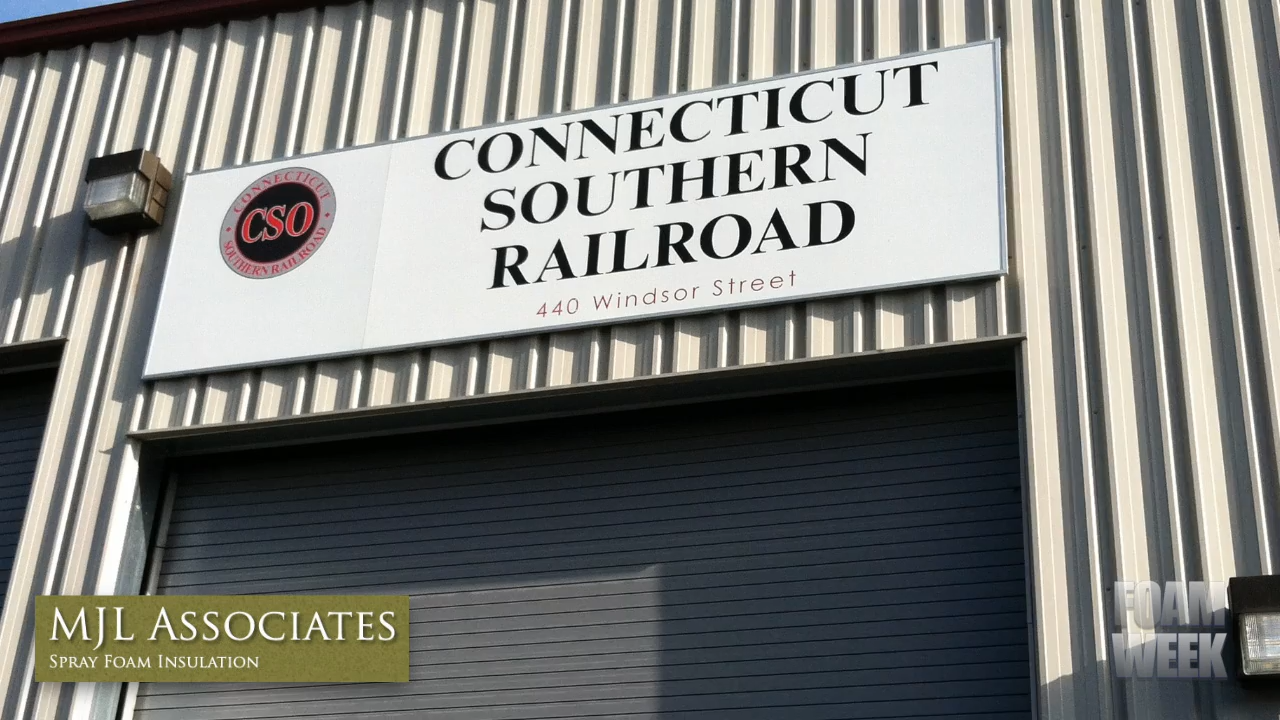 CONNECTICUT
CSO
SOUTHERN RAILROAD
CONNECTICUT
SOUTHERN
RAILROAD
440 Windsor Street
MJL ASSOCIATES
SPRAY FOAM INSULATION
FOAM
WEEK